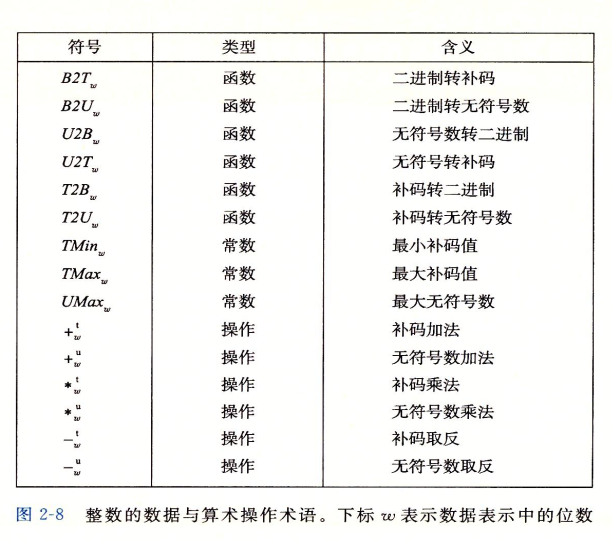 符号 类型 含义
B2T_w 函数 二进制转补码
B2U_w 函数 二进制转无符号数
U2B_w 函数 无符号数转二进制
U2T_w 函数 无符号转补码
T2B_w 函数 补码转二进制
T2U_w 函数 补码转无符号数
TMin_w 常数 最小补码值
TMax_w 常数 最大补码值
UMax_w 常数 最大无符号数
+^t_w 操作 补码加法
+^u_w 操作 无符号数加法
*^t_w 操作 补码乘法
*^u_w 操作 无符号数乘法
-^t_w 操作 补码取反
-^u_w 操作 无符号数取反
图 2-8 整数的数据与算术操作术语。下标 w 表示数据表示中的位数